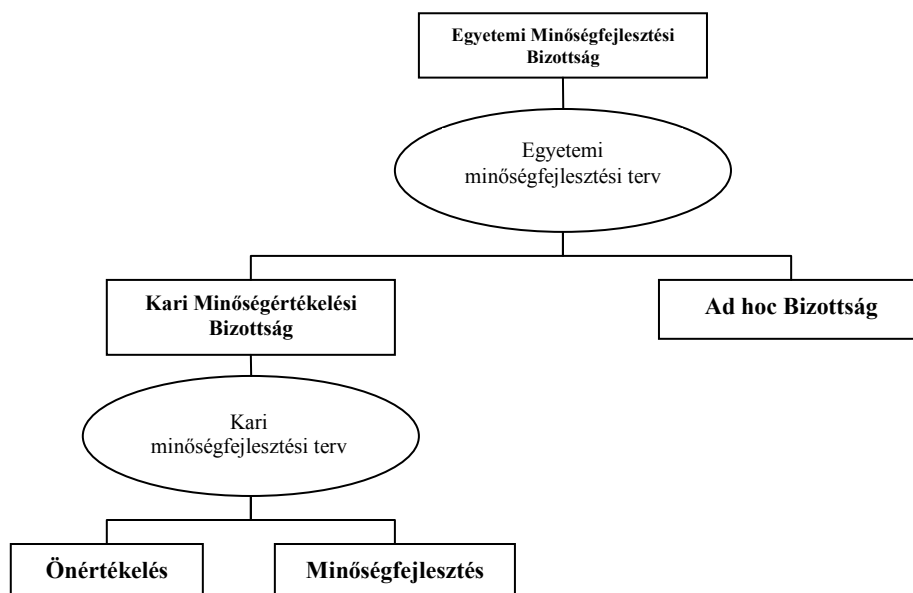 Egyetemi Minőségfejlesztési
Bizottság
Egyetemi
minőségfejlesztési terv
Kari Minőségértékelési
Bizottság
Ad hoc Bizottság
Kari
minőségfejlesztési terv
Önértékelés
Minőségfejlesztés